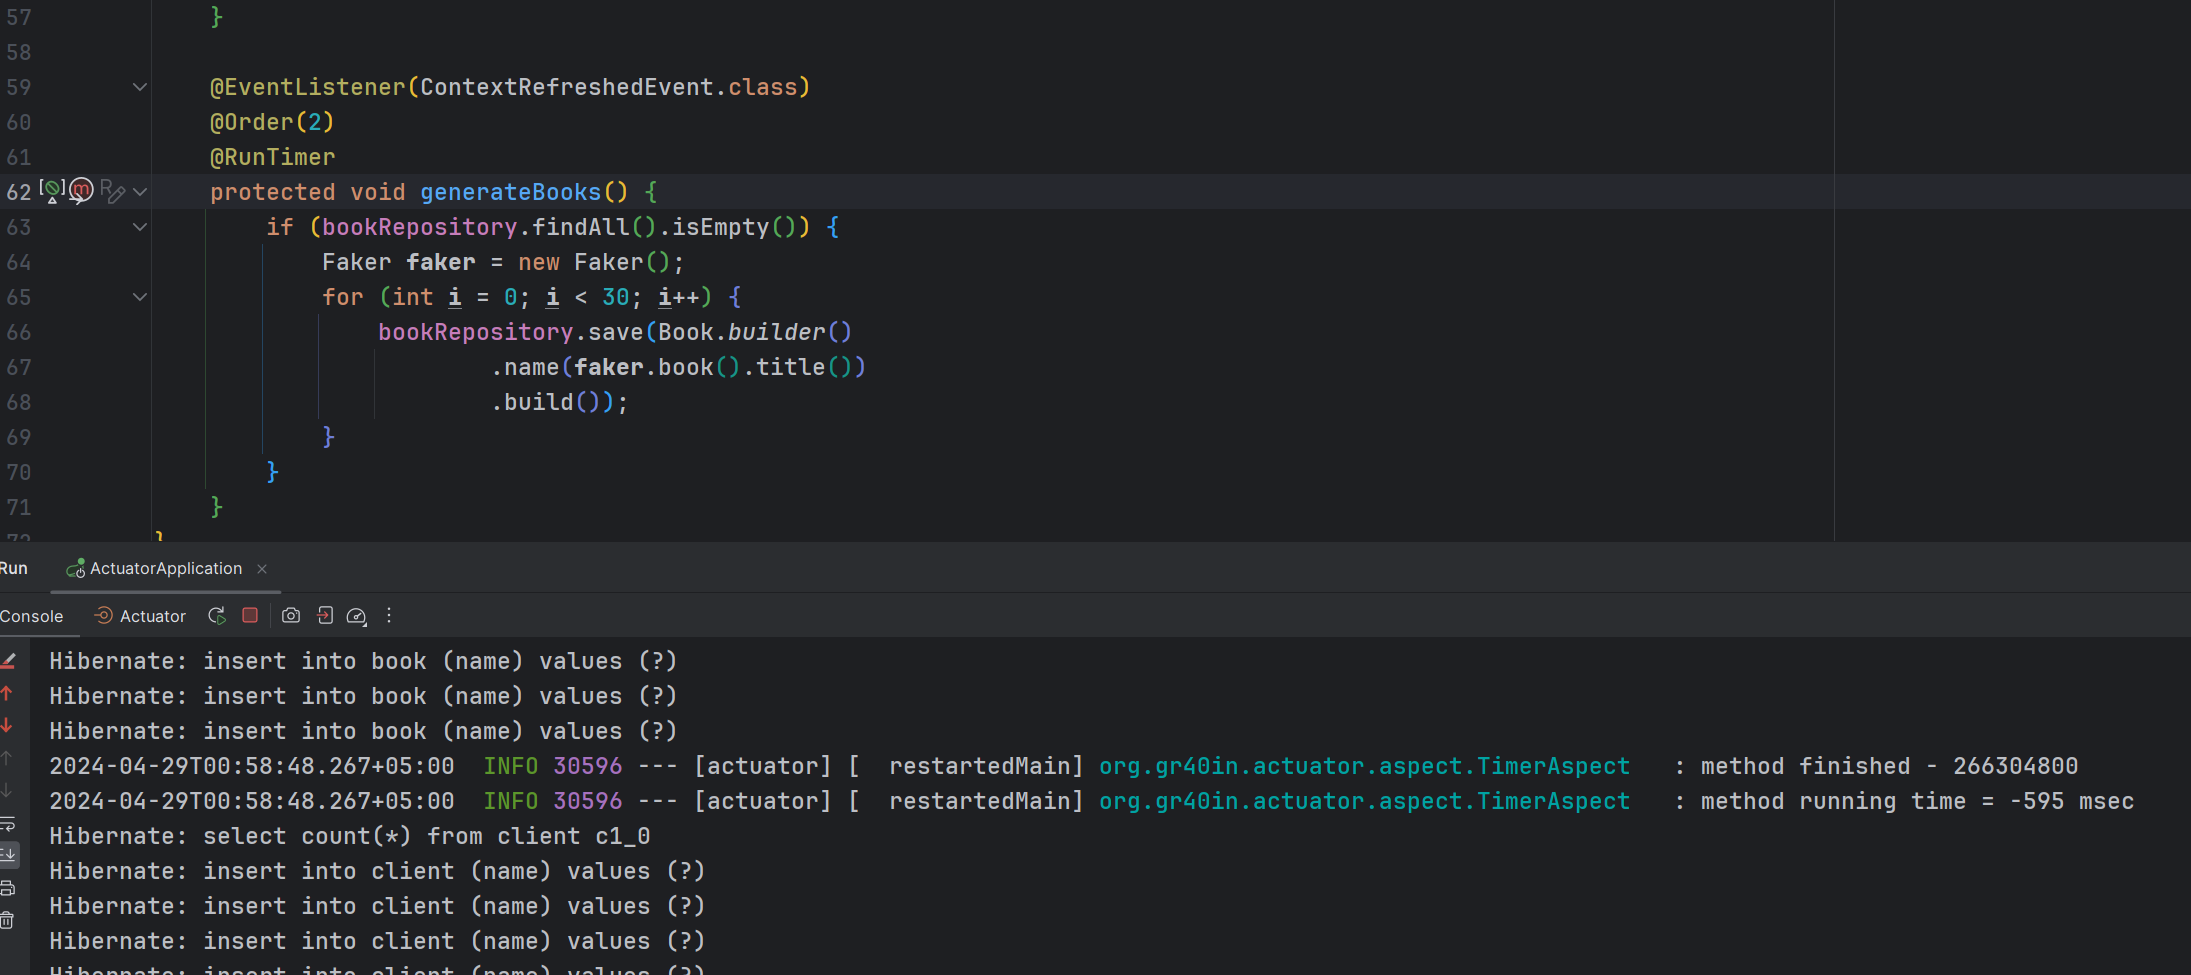 57 }
58
59 @EventListener(ContextRefreshedEvent.class)
60 @Order(2)
61 @RunTimer
62 protected void generateBooks() {
63 if (bookRepository.findAll().isEmpty()) {
64 Faker faker = new Faker();
65 for (int i = 0; i < 30; i++) {
66 bookRepository.save(Book.builder()
67 .name(faker.book().title())
68 .build());
69 }
70 }
71 }
72 }
Run ActuatorApplication
Console Actuator
Hibernate: insert into book (name) values (?)
Hibernate: insert into book (name) values (?)
Hibernate: insert into book (name) values (?)
2024-04-29T00:58:48.267+05:00  INFO 30596 --- [actuator] [  restartedMain] org.gr40in.actuator.aspect.TimerAspect   : method finished - 266304800
2024-04-29T00:58:48.267+05:00  INFO 30596 --- [actuator] [  restartedMain] org.gr40in.actuator.aspect.TimerAspect   : method running time = -595 msec
Hibernate: select count(*) from client c1_0
Hibernate: insert into client (name) values (?)
Hibernate: insert into client (name) values (?)
Hibernate: insert into client (name) values (?)
Hibernate: insert into client (name) values (?)